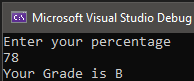 Microsoft Visual Studio Debug
Enter your percentage
78
Your Grade is B